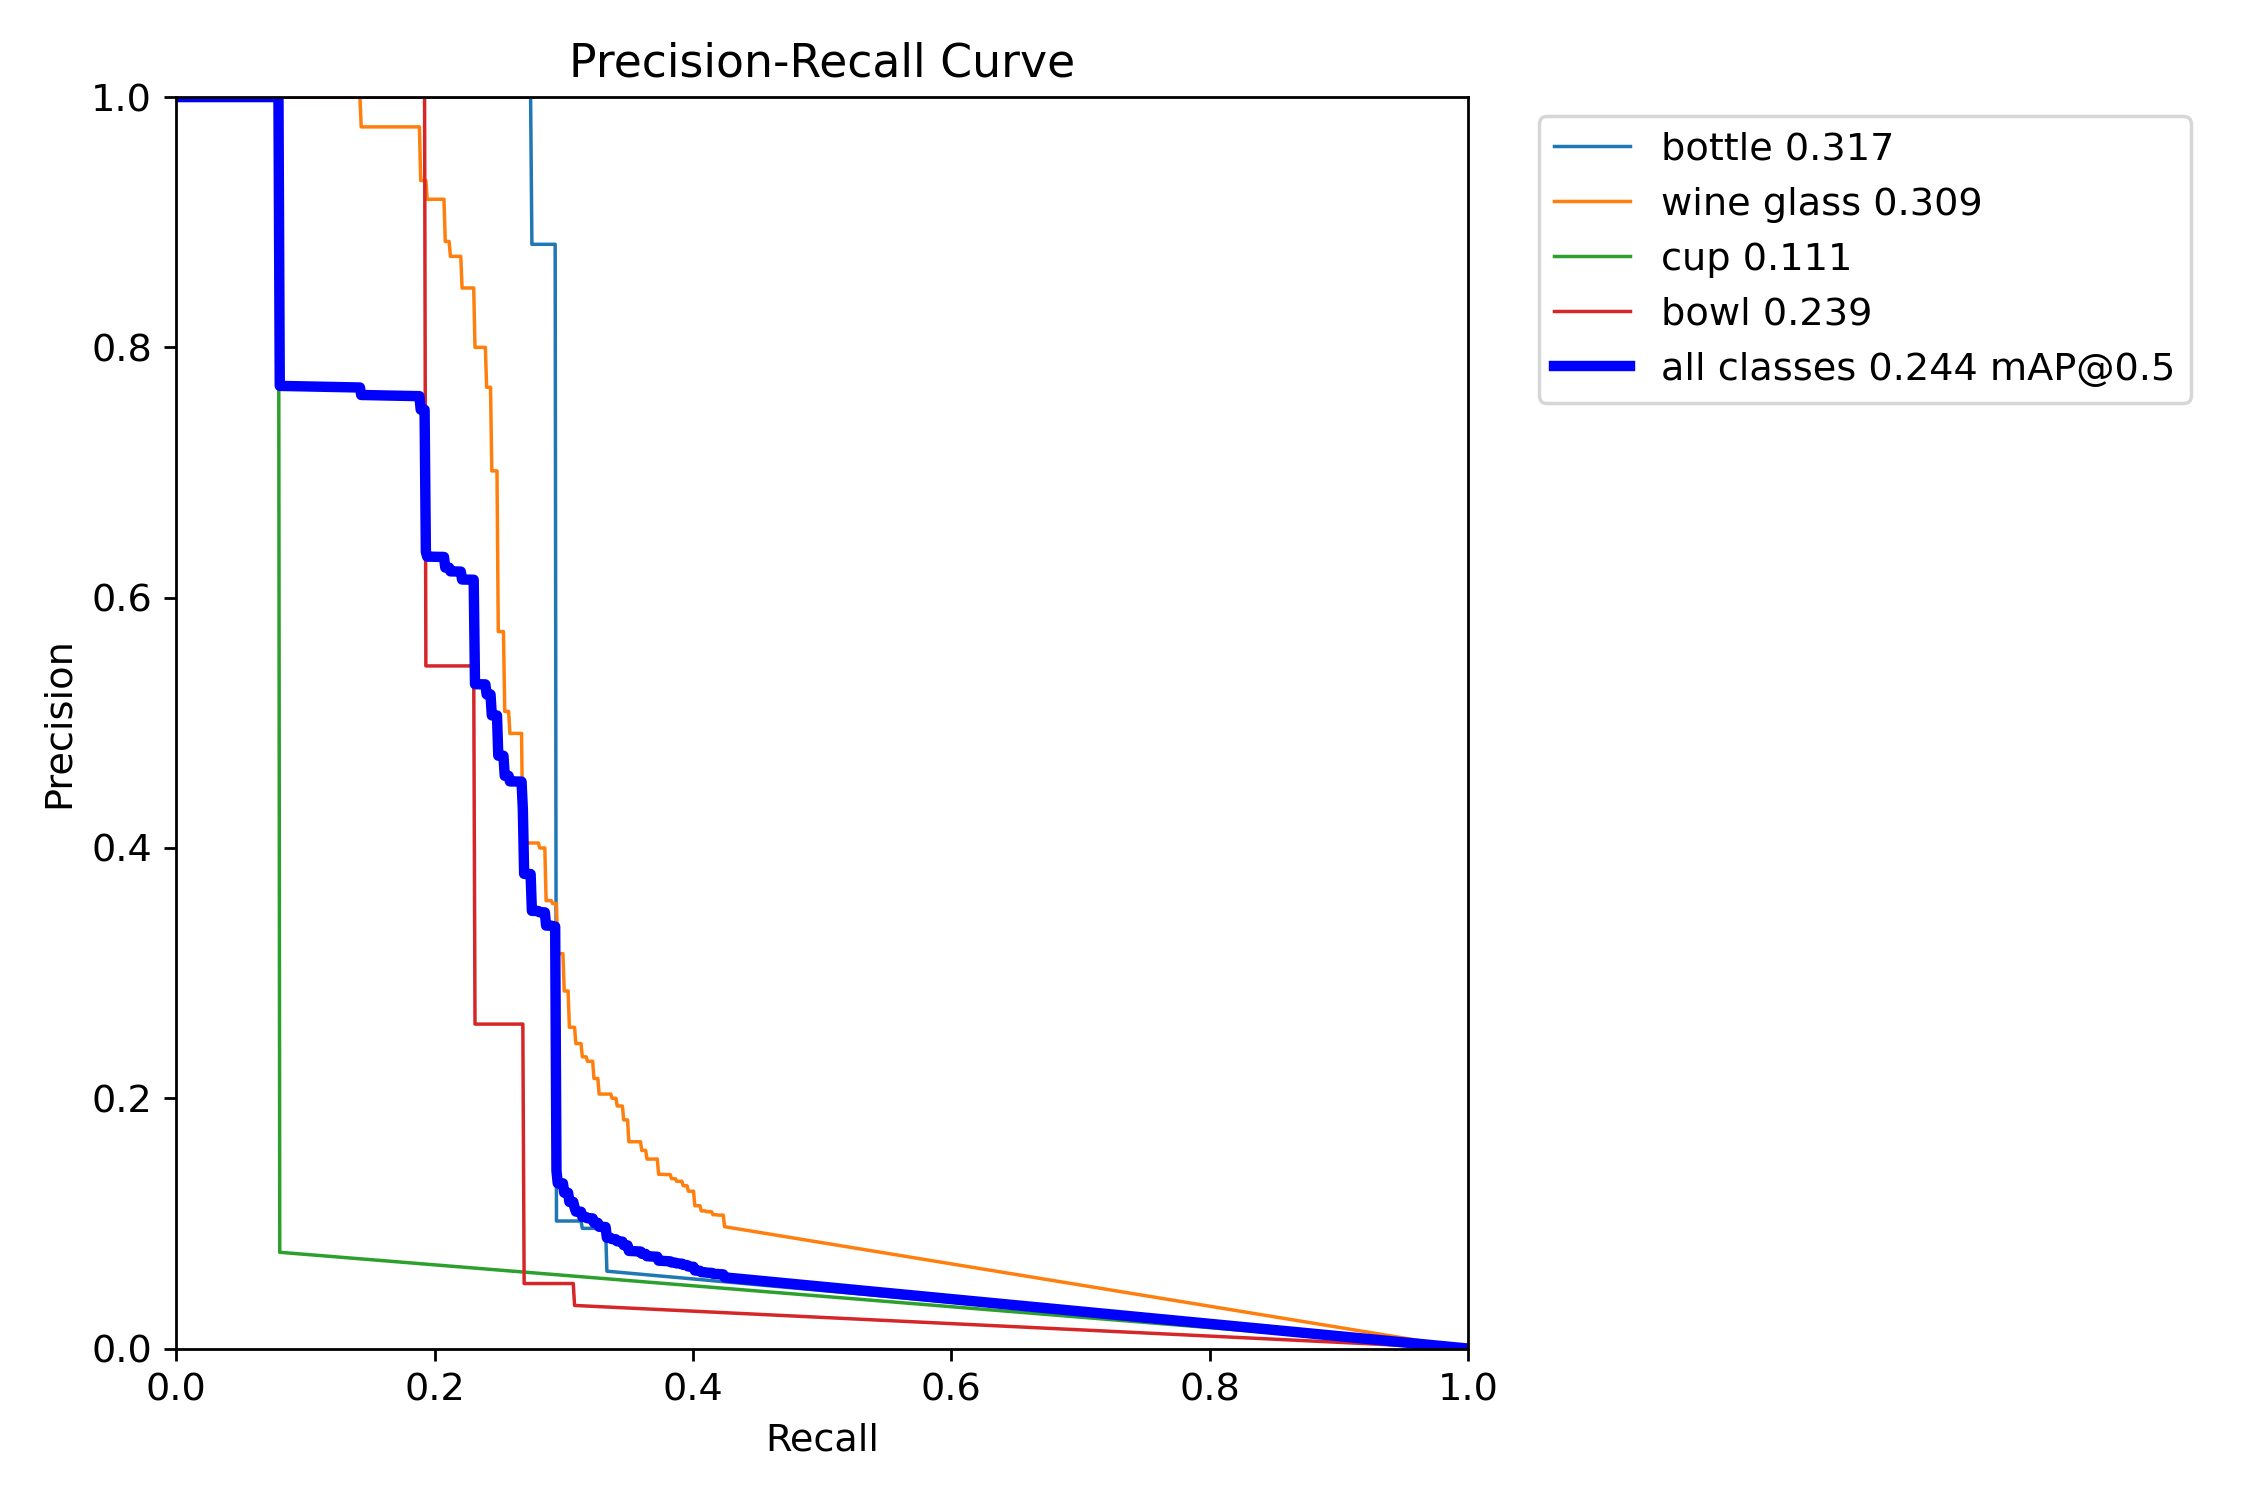 Precision-Recall Curve
1.0
0.8
0.6
0.4
0.2
0.0
Precision
0.0 0.2 0.4 0.6 0.8 1.0
Recall
bottle 0.317
wine glass 0.309
cup 0.111
bowl 0.239
all classes 0.244 mAP@0.5